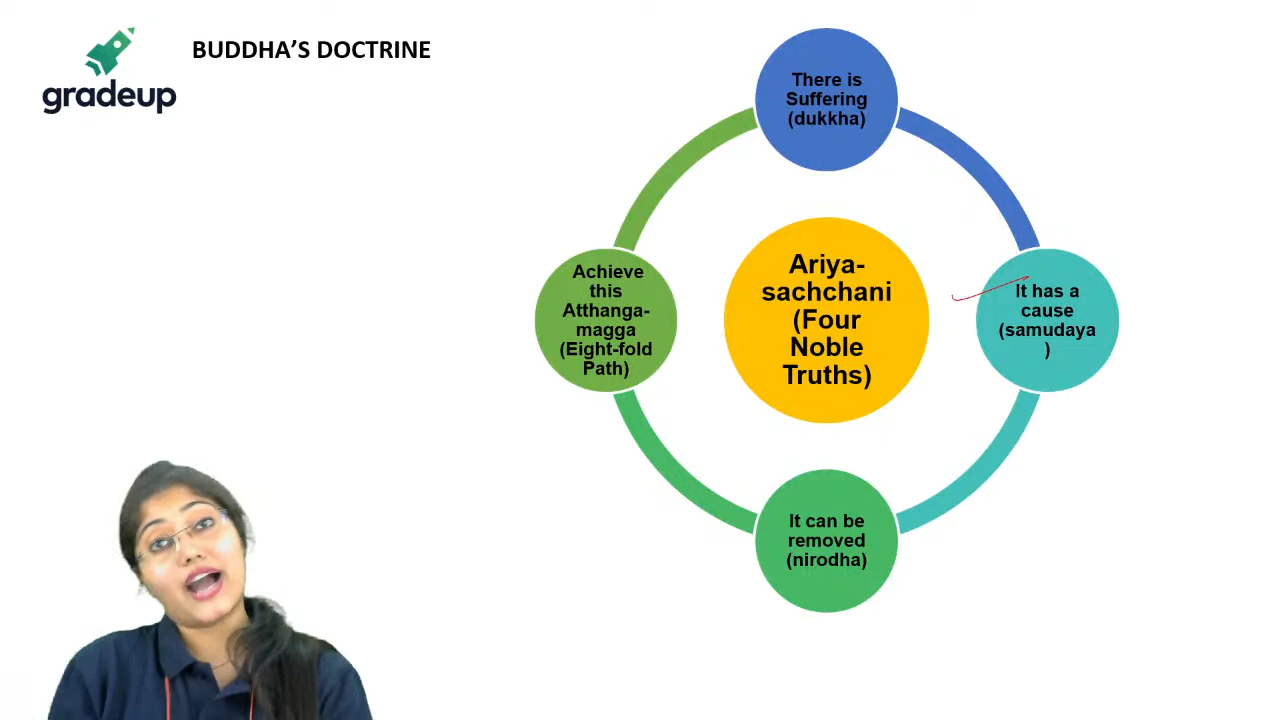 gradeup
BUDDHA’S DOCTRINE
There is
Suffering
(dukkha)
Ariya-
sachchani
(Four
Noble
Truths)
It has a
cause
(samudaya
)
It can be
removed
(nirodha)
Achieve
this
Atthanga-
magga
(Eight-fold
Path)